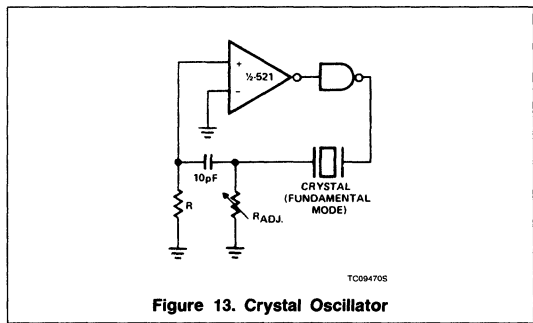 +
½-521
-
10pF
CRYSTAL
(FUNDAMENTAL
MODE)
R
RADJ.
TC09470S
Figure 13. Crystal Oscillator